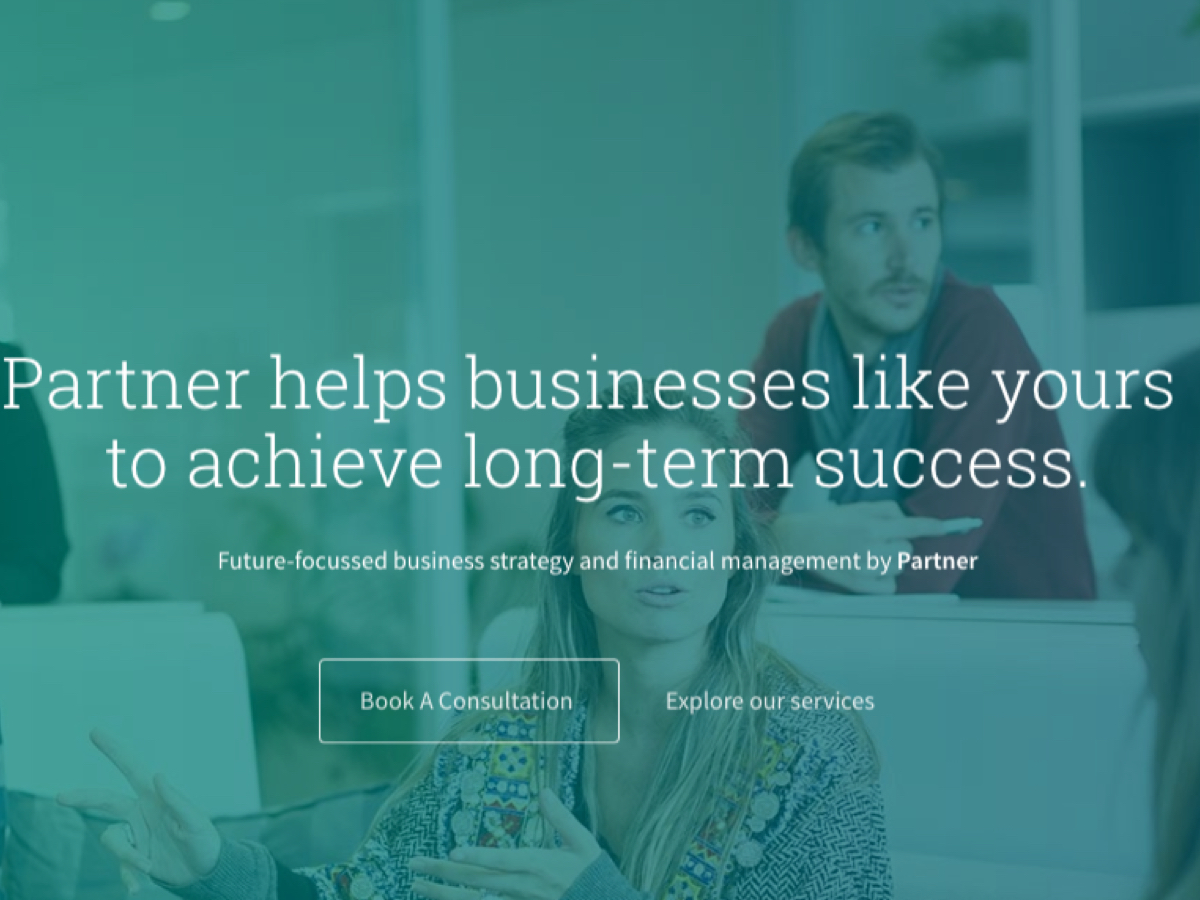 Partner helps businesses like yours
to achieve long-term success.
Future-focussed business strategy and financial management by Partner
Book A Consultation
Explore our services